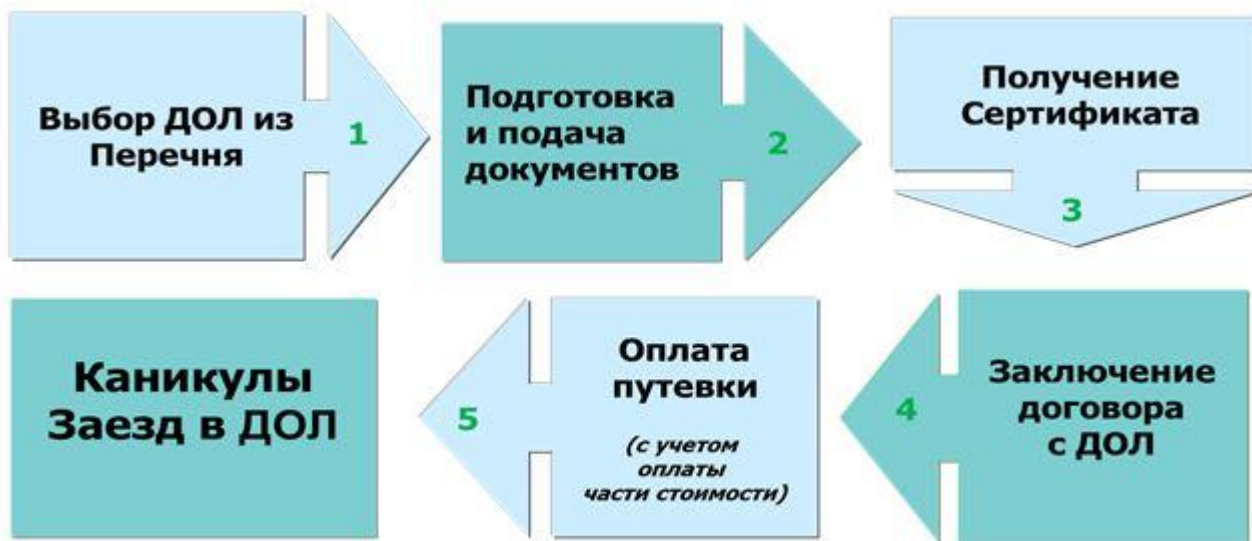 Выбор ДОЛ из
Перечня
1
Подготовка
и подача
документов
2
Получение
Сертификата
3
Заключение
договора
с ДОЛ
4
Оплата
путевки
(с учетом
оплаты
части стоимости)
5
Каникулы
Заезд в ДОЛ